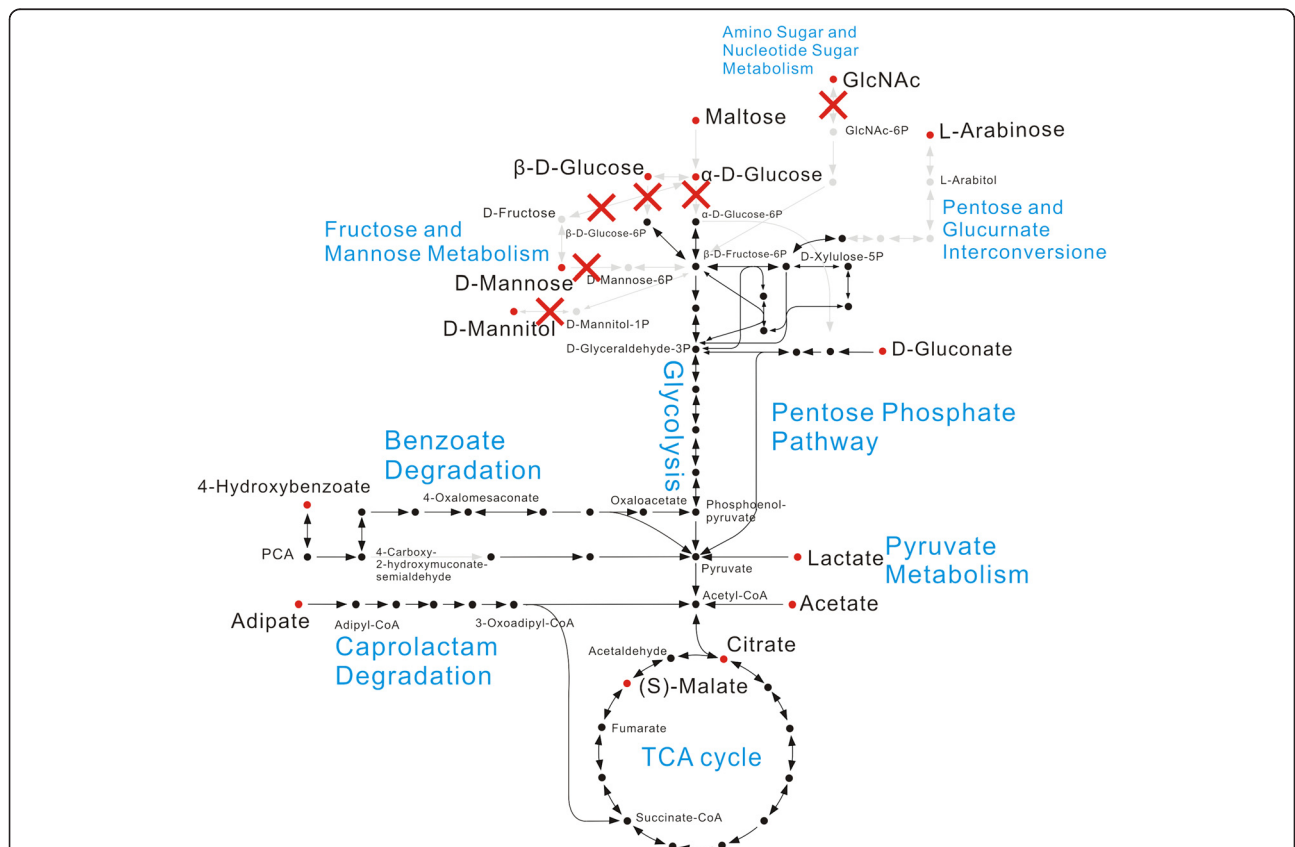 Amino Sugar and
Nucleotide Sugar
Metabolism
GlcNAc
Maltose
GlcNAc-6P
L-Arabinose
β-D-Glucose
α-D-Glucose
L-Arabitol
D-Fructose
α-D-Glucose-6P
Pentose and
Glucurnate
Interconversione
Fructose and
Mannose Metabolism
β-D-Glucose-6P
β-D-Fructose-6P
D-Xylulose-5P
D-Mannose
D-Mannose-6P
D-Mannitol
D-Mannitol-1P
D-Glyceraldehyde-3P
D-Gluconate
Glycolysis
Pentose Phosphate
Pathway
Benzoate
Degradation
4-Hydroxybenzoate
4-Oxalomesaconate
Oxaloacetate
Phosphoenol-
pyruvate
PCA
4-Carboxy-
2-hydroxymuconate-
semialdehyde
Pyruvate
Lactate
Pyruvate
Metabolism
Acetyl-CoA
Acetate
Adipate
Adipyl-CoA
3-Oxoadipyl-CoA
Caprolactam
Degradation
Acetaldehyde
Citrate
(S)-Malate
Fumarate
TCA cycle
Succinate-CoA